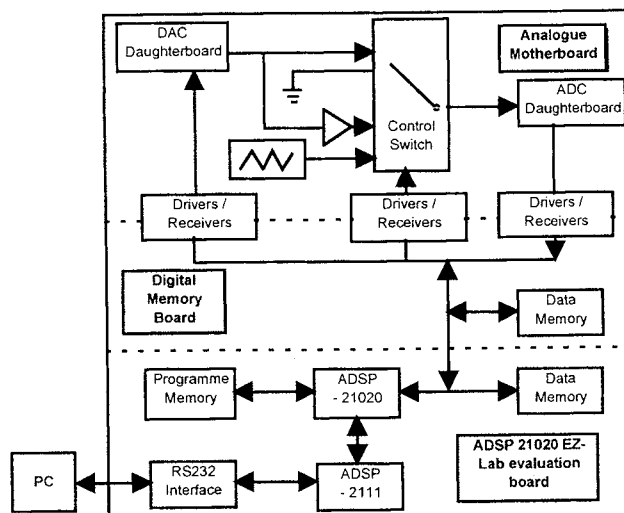 DAC
Daughterboard
Analogue
Motherboard
ADC
Daughterboard
Control
Switch
Drivers /
Receivers
Drivers /
Receivers
Drivers /
Receivers
Digital
Memory
Board
Data
Memory
Programme
Memory
ADSP
- 21020
Data
Memory
ADSP 21020 EZ-
Lab evaluation
board
PC
RS232
Interface
ADSP
- 2111